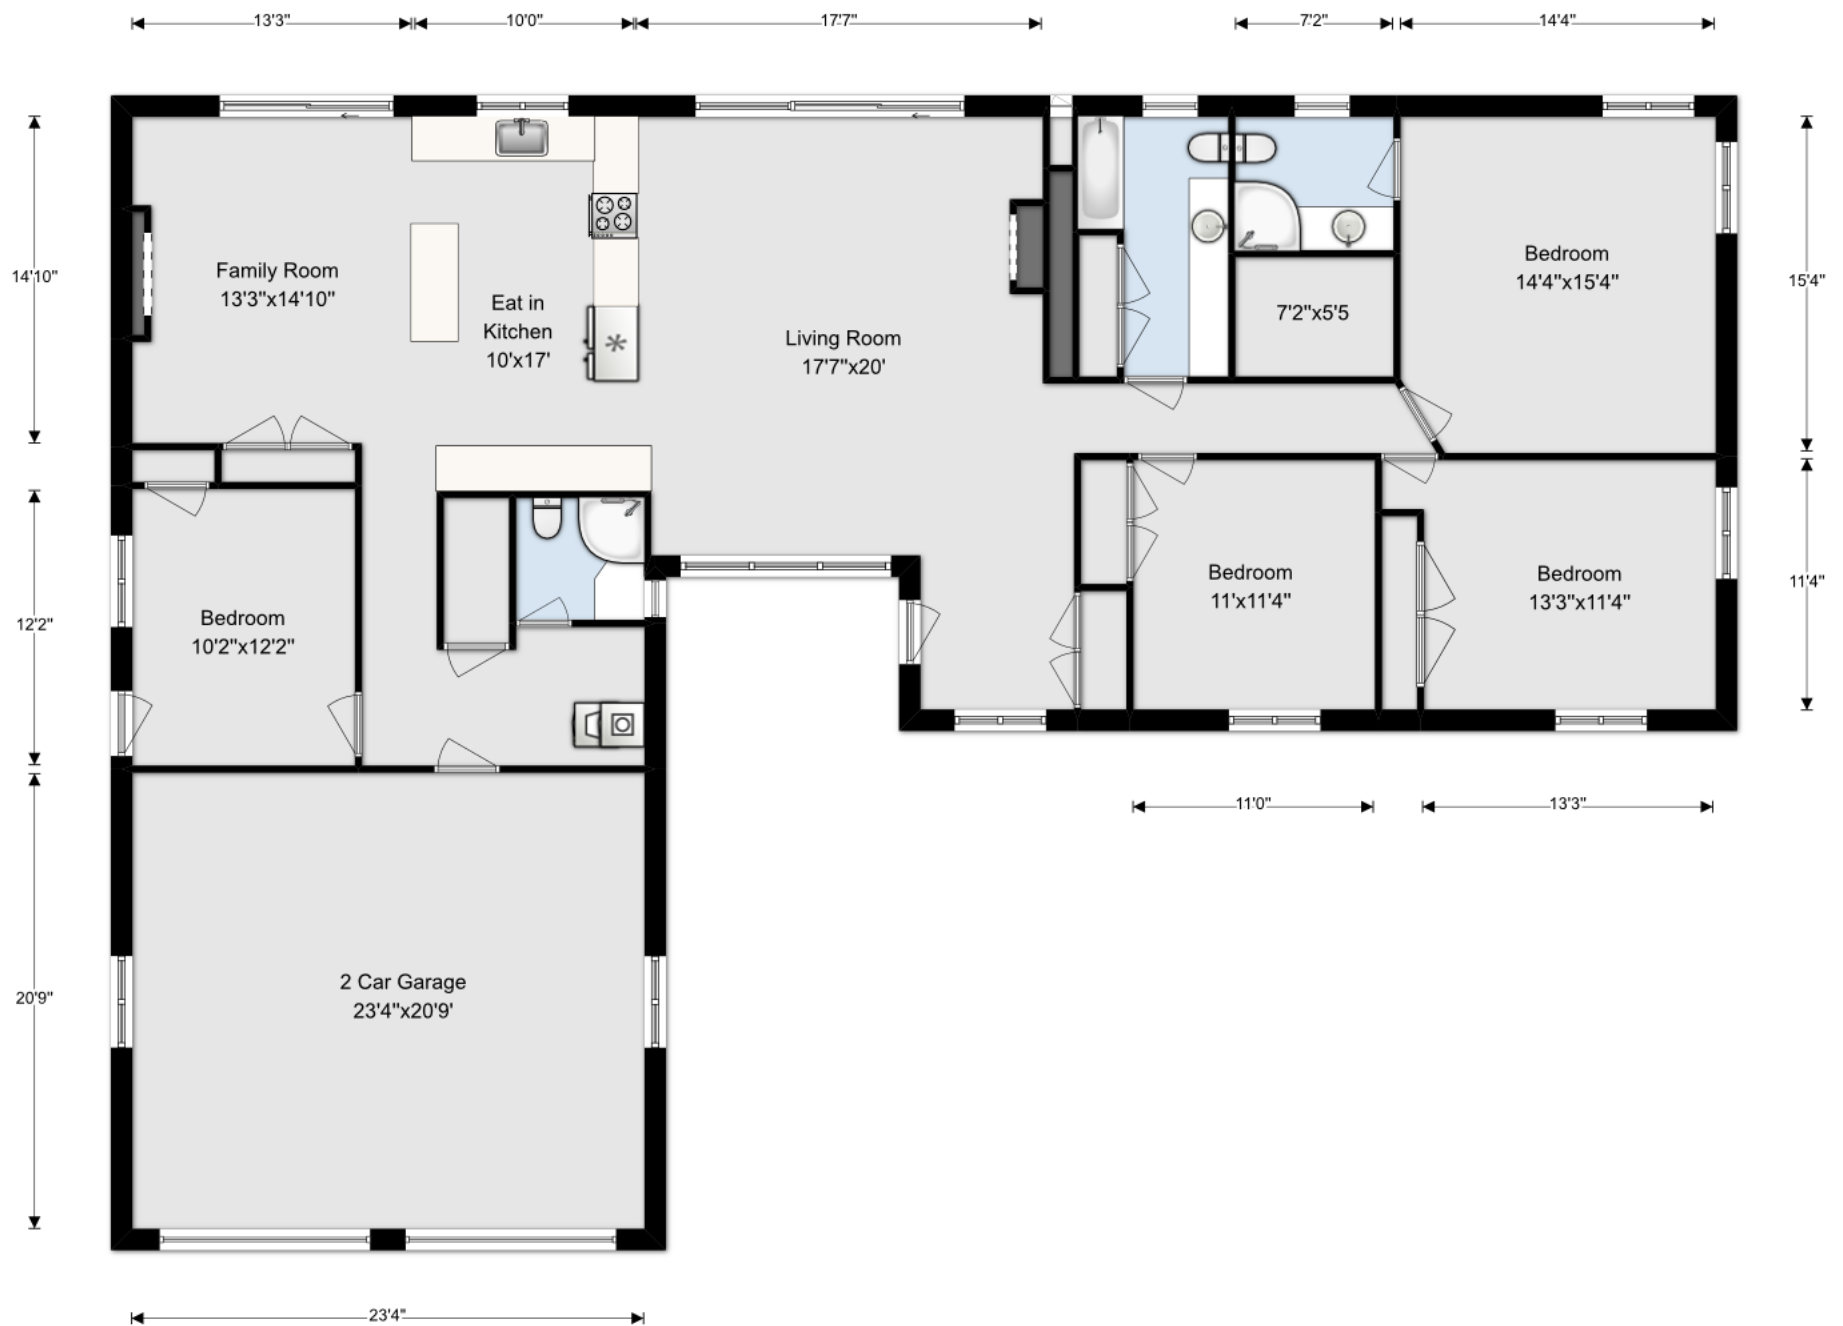 13'3"
10'0"
17'7"
7'2"
14'4"
14'10"
Family Room
13'3"x14'10"
Eat in
Kitchen
10'x17'
Living Room
17'7"x20'
7'2"x5'5
Bedroom
14'4"x15'4"
15'4"
12'2"
Bedroom
10'2"x12'2"
Bedroom
11'x11'4"
Bedroom
13'3"x11'4"
11'4"
11'0"
13'3"
20'9"
2 Car Garage
23'4"x20'9'
23'4"